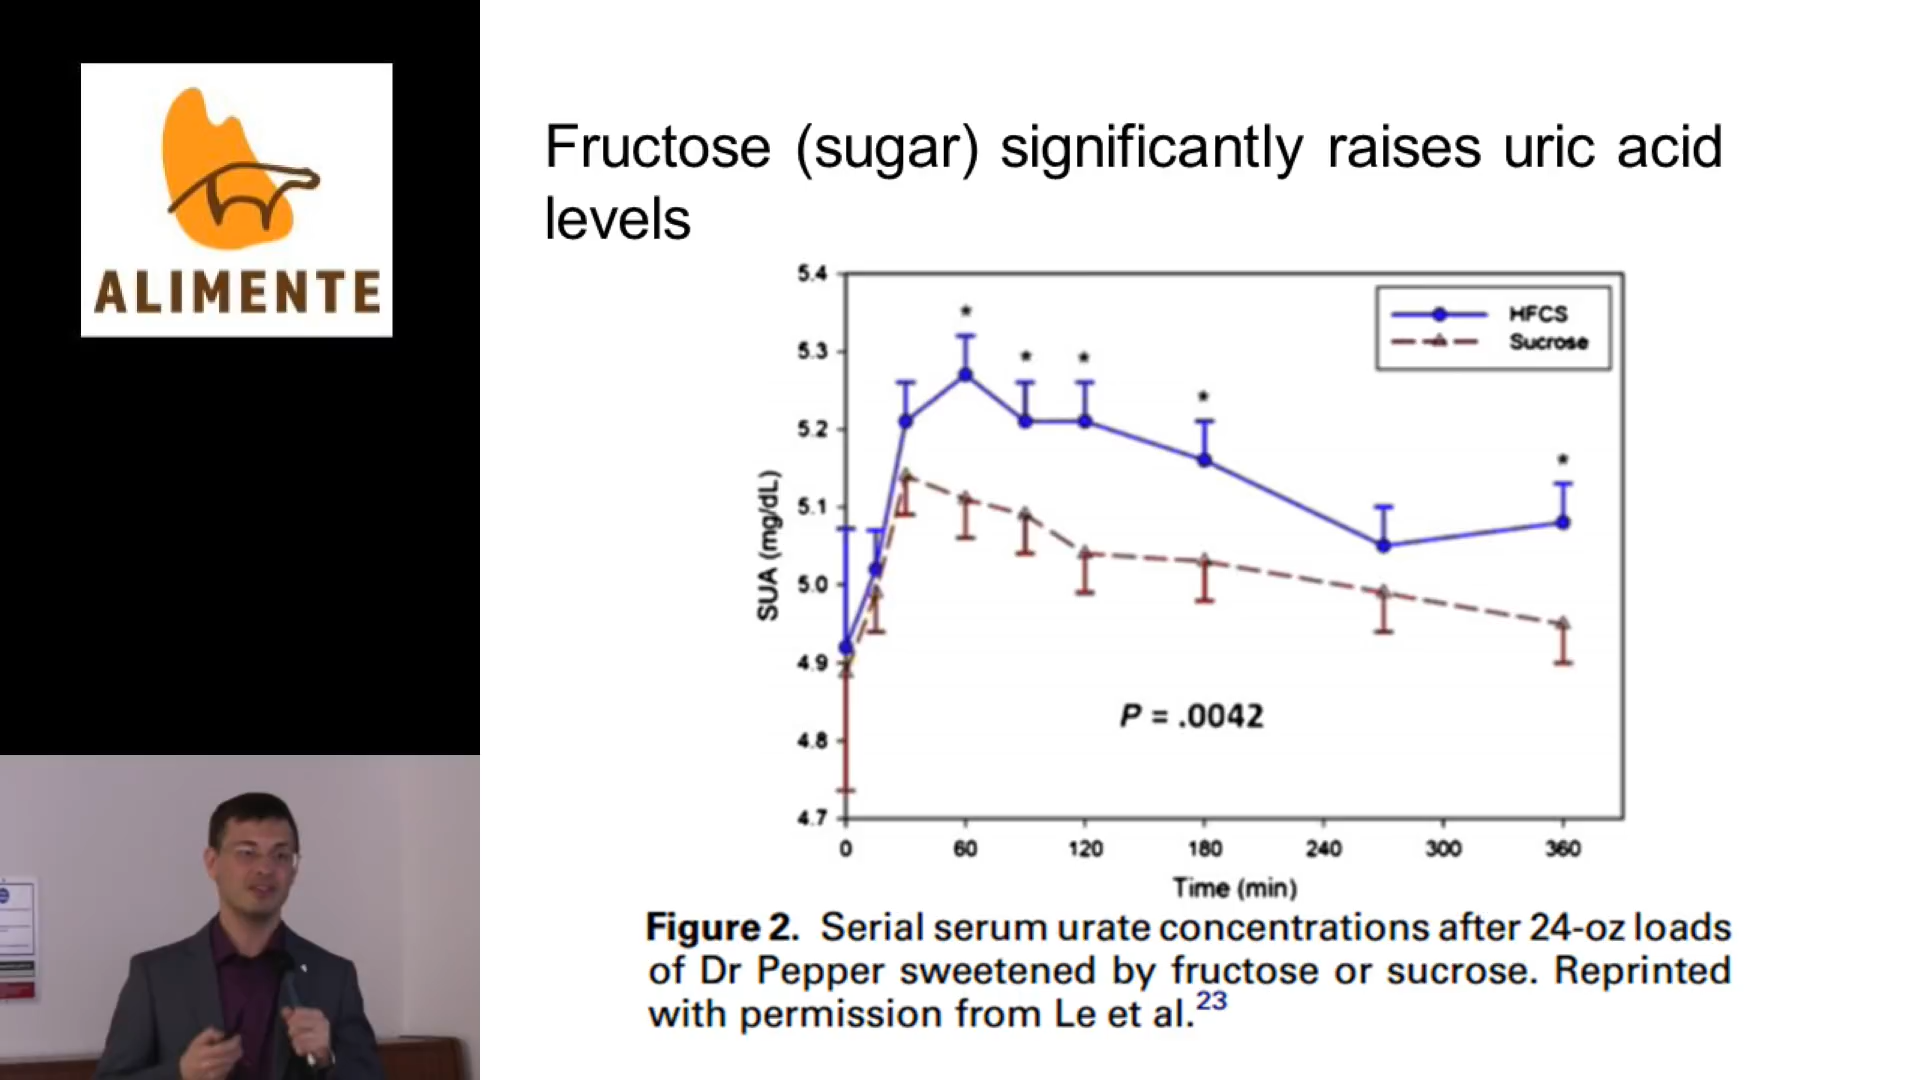 ALIMENTE
Fructose (sugar) significantly raises uric acid
levels
5.4
5.3
5.2
5.1
5.0
4.9
4.8
4.7
SUA (mg/dL)
HFCS
Sucrose
*
*
*
*
*
P = .0042
0 60 120 180 240 300 360
Time (min)
Figure 2. Serial serum urate concentrations after 24-oz loads
of Dr Pepper sweetened by fructose or sucrose. Reprinted
with permission from Le et al.23